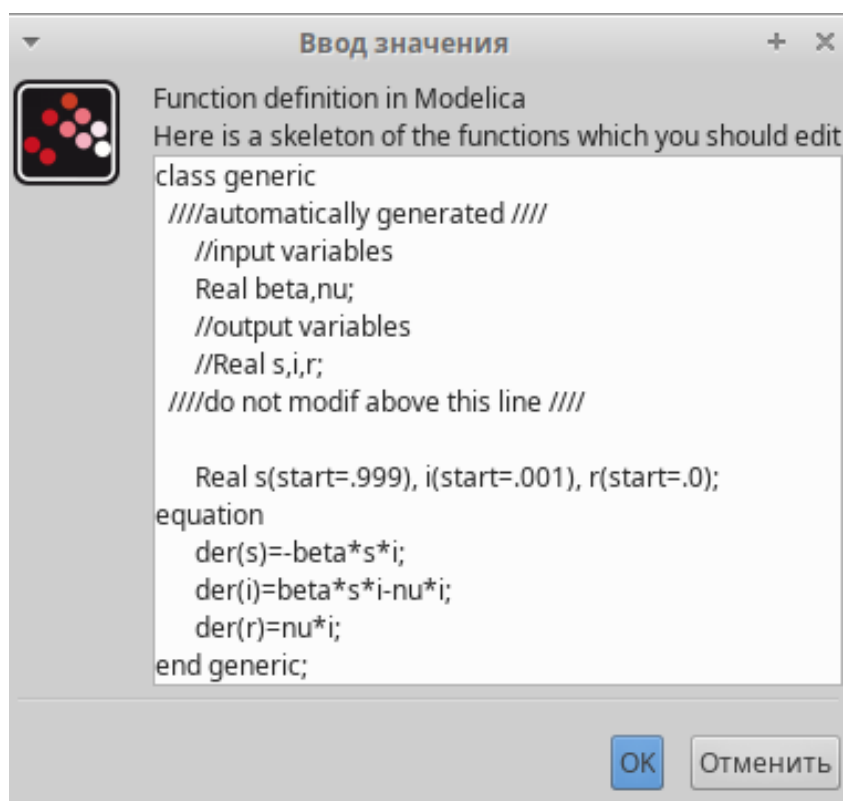 Ввод значения
Function definition in Modelica
Here is a skeleton of the functions which you should edit
class generic
////automatically generated ////
//input variables
Real beta,nu;
//output variables
//Real s,i,r;
////do not modif above this line ////
Real s(start=.999), i(start=.001), r(start=.0);
equation
der(s)=-beta*s*i;
der(i)=beta*s*i-nu*i;
der(r)=nu*i;
end generic;
OK
Отменить